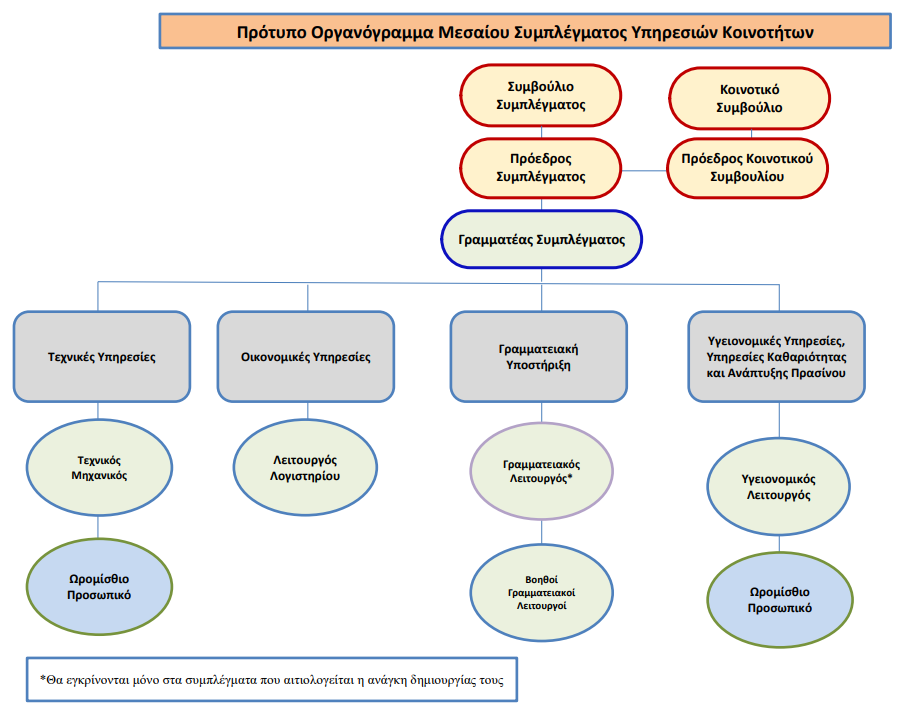 Πρότυπο Οργανόγραμμα Μεσαίου Συμπλέγματος Υπηρεσιών Κοινοτήτων
Συμβούλιο
Συμπλέγματος
Κοινοτικό
Συμβούλιο
Πρόεδρος
Συμπλέγματος
Πρόεδρος Κοινοτικού
Συμβουλίου
Γραμματέας Συμπλέγματος
Τεχνικές Υπηρεσίες
Οικονομικές Υπηρεσίες
Γραμματειακή
Υποστήριξη
Υγειονομικές Υπηρεσίες,
Υπηρεσίες Καθαριότητας
και Ανάπτυξης Πρασίνου
Τεχνικός
Μηχανικός
Λειτουργός
Λογιστηρίου
Γραμματειακός
Λειτουργός*
Υγειονομικός
Λειτουργός
Ωρομίσθιο
Προσωπικό
Βοηθοί
Γραμματειακοί
Λειτουργοί
Ωρομίσθιο
Προσωπικό
*Θα εγκρίνονται μόνο στα συμπλέγματα που αιτιολογείται η ανάγκη δημιουργίας τους